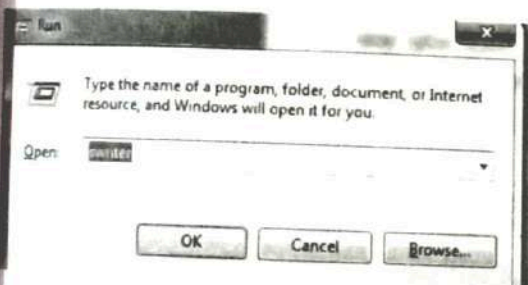 Run
Type the name of a program, folder, document, or Internet
resource, and Windows will open it for you.
Open: swriter
OK Cancel Browse...